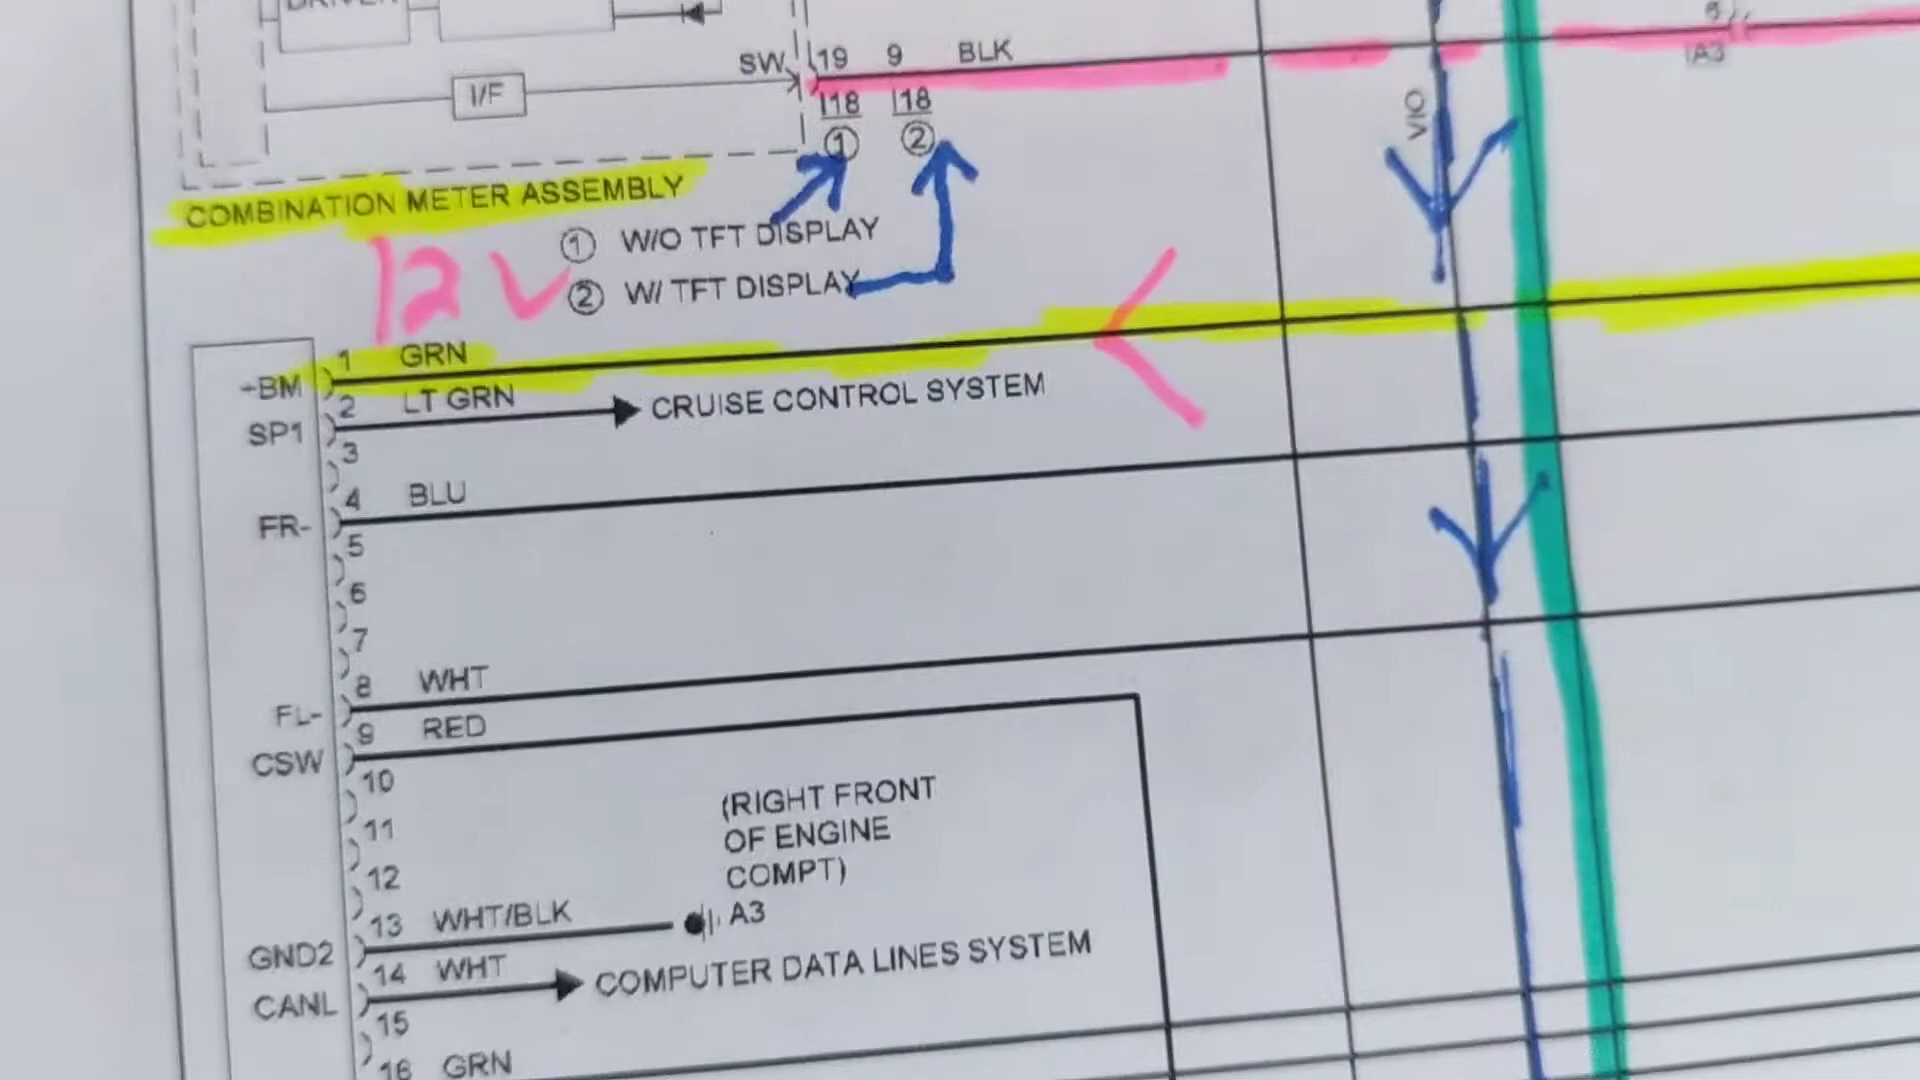 DRIVER
SW 19 9 BLK
6
I/F
I18 I18
IA3
① ②
VIO
COMBINATION METER ASSEMBLY
① W/O TFT DISPLAY
② W/ TFT DISPLAY
12V
+BM 1 GRN
SP1 2 LT GRN CRUISE CONTROL SYSTEM
3
FR- 4 BLU
5
6
7
FL- 8 WHT
CSW 9 RED
10
(RIGHT FRONT
OF ENGINE
COMPT)
11
12
GND2 13 WHT/BLK A3
CANL 14 WHT COMPUTER DATA LINES SYSTEM
15
16 GRN